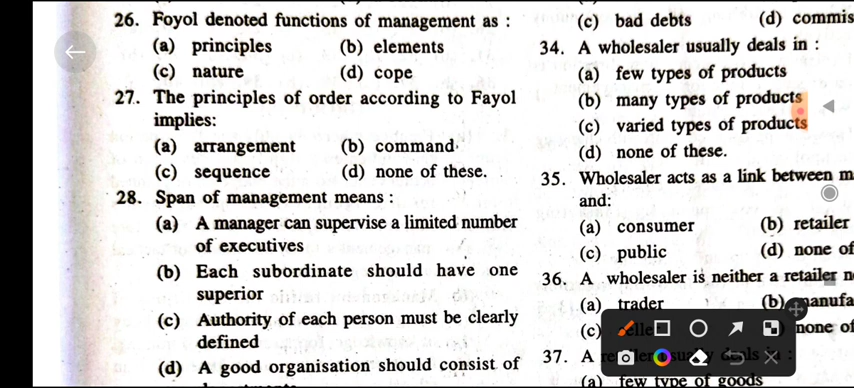 26. Foyol denoted functions of management as :
(a) principles (b) elements
(c) nature (d) cope
27. The principles of order according to Fayol
implies:
(a) arrangement (b) command
(c) sequence (d) none of these.
28. Span of management means :
(a) A manager can supervise a limited number
of executives
(b) Each subordinate should have one
superior
(c) Authority of each person must be clearly
defined
(d) A good organisation should consist of
(c) bad debts (d) commis
34. A wholesaler usually deals in :
(a) few types of products
(b) many types of products
(c) varied types of products
(d) none of these.
35. Wholesaler acts as a link between m
and:
(a) consumer (b) retailer
(c) public (d) none of
36. A wholesaler is neither a retailer n
(a) trader (b) manufa
(c) none of
37. A
(a) few type of goods